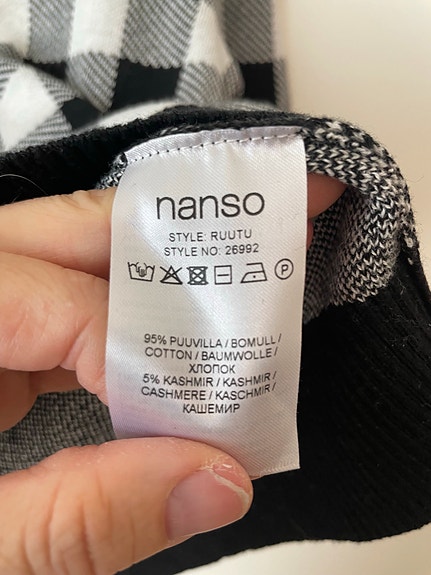 nanso
STYLE: RUUTU
STYLE NO: 26992
P
95% PUUVILLA / BOMULL /
COTTON / BAUMWOLLE /
ХЛОПОК
5% KASHMIR / KASHMIR /
CASHMERE / KASCHMIR /
КАШЕМИР